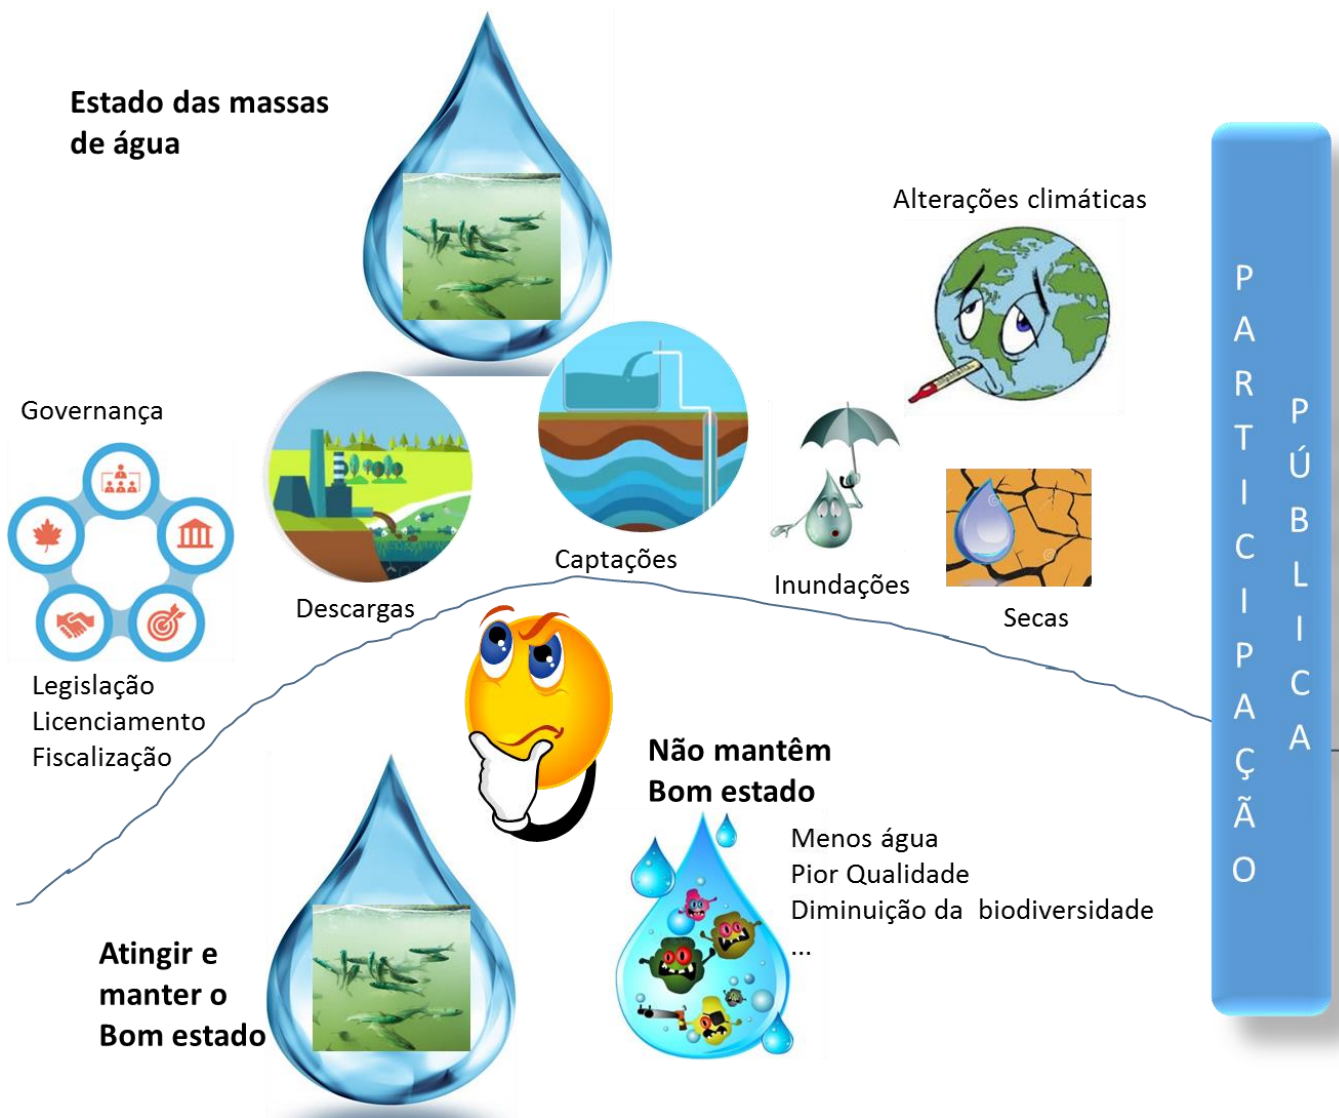 Estado das massas
de água
Alterações climáticas
Governança
Captações
Inundações
Descargas
Secas
Legislação
Licenciamento
Fiscalização
Não mantêm
Bom estado
Menos água
Pior Qualidade
Diminuição da biodiversidade
...
Atingir e
manter o
Bom estado
PARTICIPAÇÃO
PÚBLICA